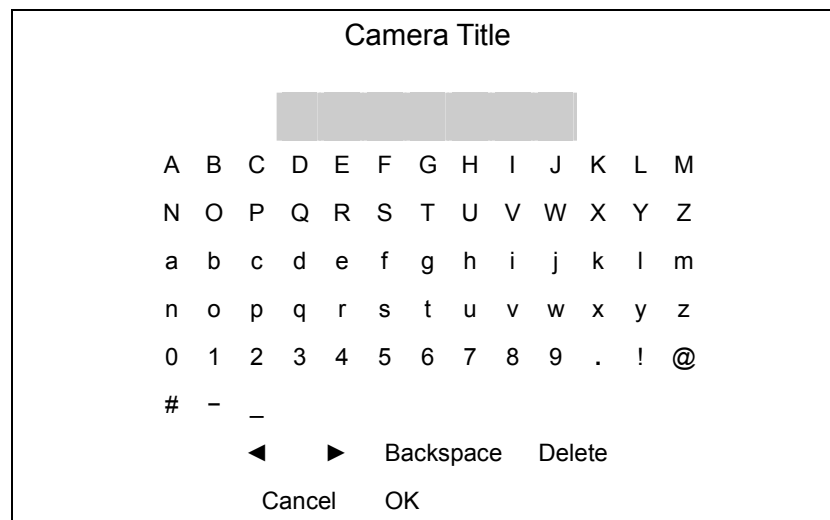 Camera Title
A B C D E F G H I J K L M
N O P Q R S T U V W X Y Z
a b c d e f g h i j k l m
n o p q r s t u v w x y z
0 1 2 3 4 5 6 7 8 9 . ! @
# − _
◄ ► Backspace Delete
Cancel OK